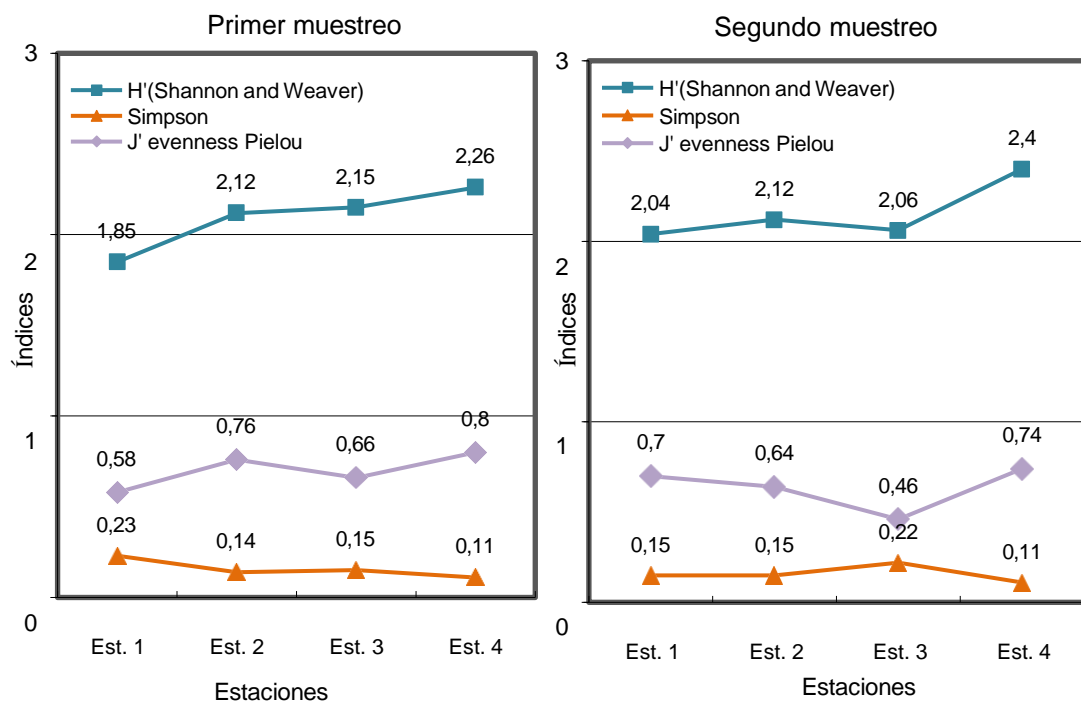 Primer muestreo
3
H'(Shannon and Weaver)
Simpson
J' evenness Pielou
2,26
2,15
2,12
1,85
2
Índices
1
0,8
0,76
0,66
0,58
0,23
0,14
0,15
0,11
0
Est. 1
Est. 2
Est. 3
Est. 4
Estaciones
Segundo muestreo
3
H'(Shannon and Weaver)
Simpson
J' evenness Pielou
2,4
2,04
2,12
2,06
2
Índices
1
0,7
0,64
0,46
0,74
0,15
0,15
0,22
0,11
0
Est. 1
Est. 2
Est. 3
Est. 4
Estaciones